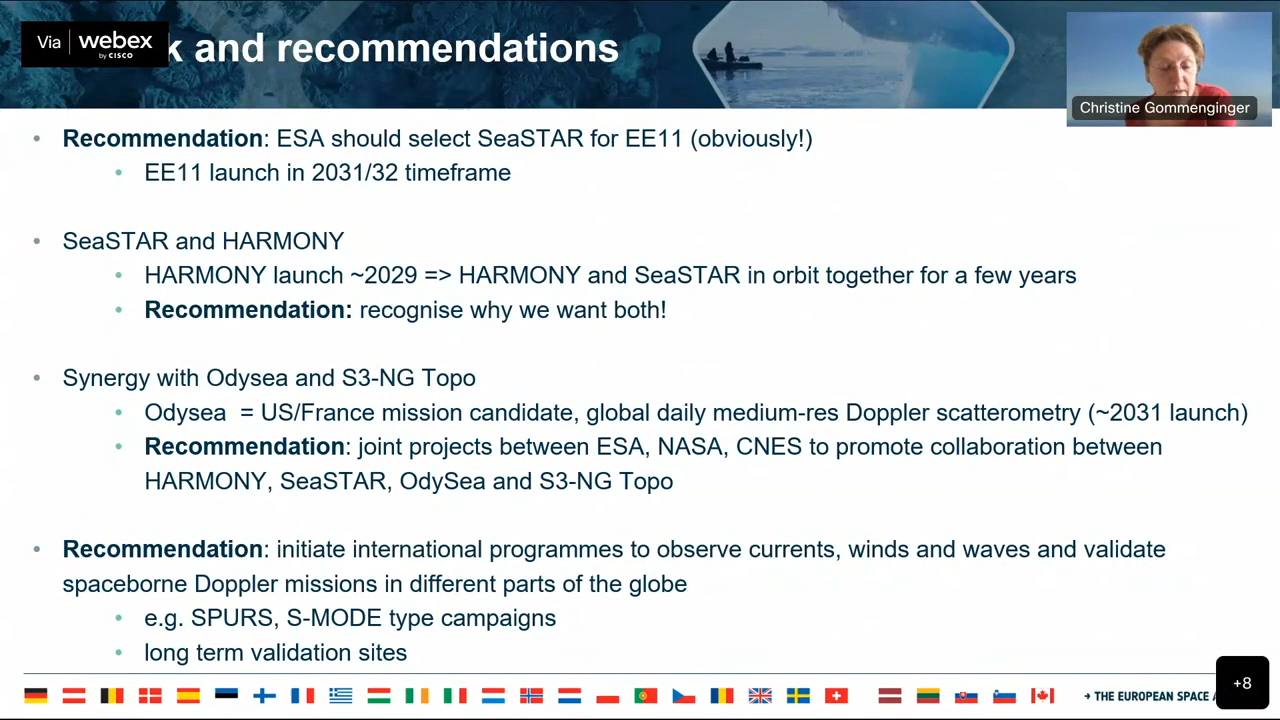 Via webex
by CISCO
k and recommendations
Christine Gommenginger
• Recommendation: ESA should select SeaSTAR for EE11 (obviously!)
• EE11 launch in 2031/32 timeframe
• SeaSTAR and HARMONY
• HARMONY launch ~2029 => HARMONY and SeaSTAR in orbit together for a few years
• Recommendation: recognise why we want both!
• Synergy with Odysea and S3-NG Topo
• Odysea = US/France mission candidate, global daily medium-res Doppler scatterometry (~2031 launch)
• Recommendation: joint projects between ESA, NASA, CNES to promote collaboration between
HARMONY, SeaSTAR, OdySea and S3-NG Topo
• Recommendation: initiate international programmes to observe currents, winds and waves and validate
spaceborne Doppler missions in different parts of the globe
• e.g. SPURS, S-MODE type campaigns
• long term validation sites
→ THE EUROPEAN SPACE
+8